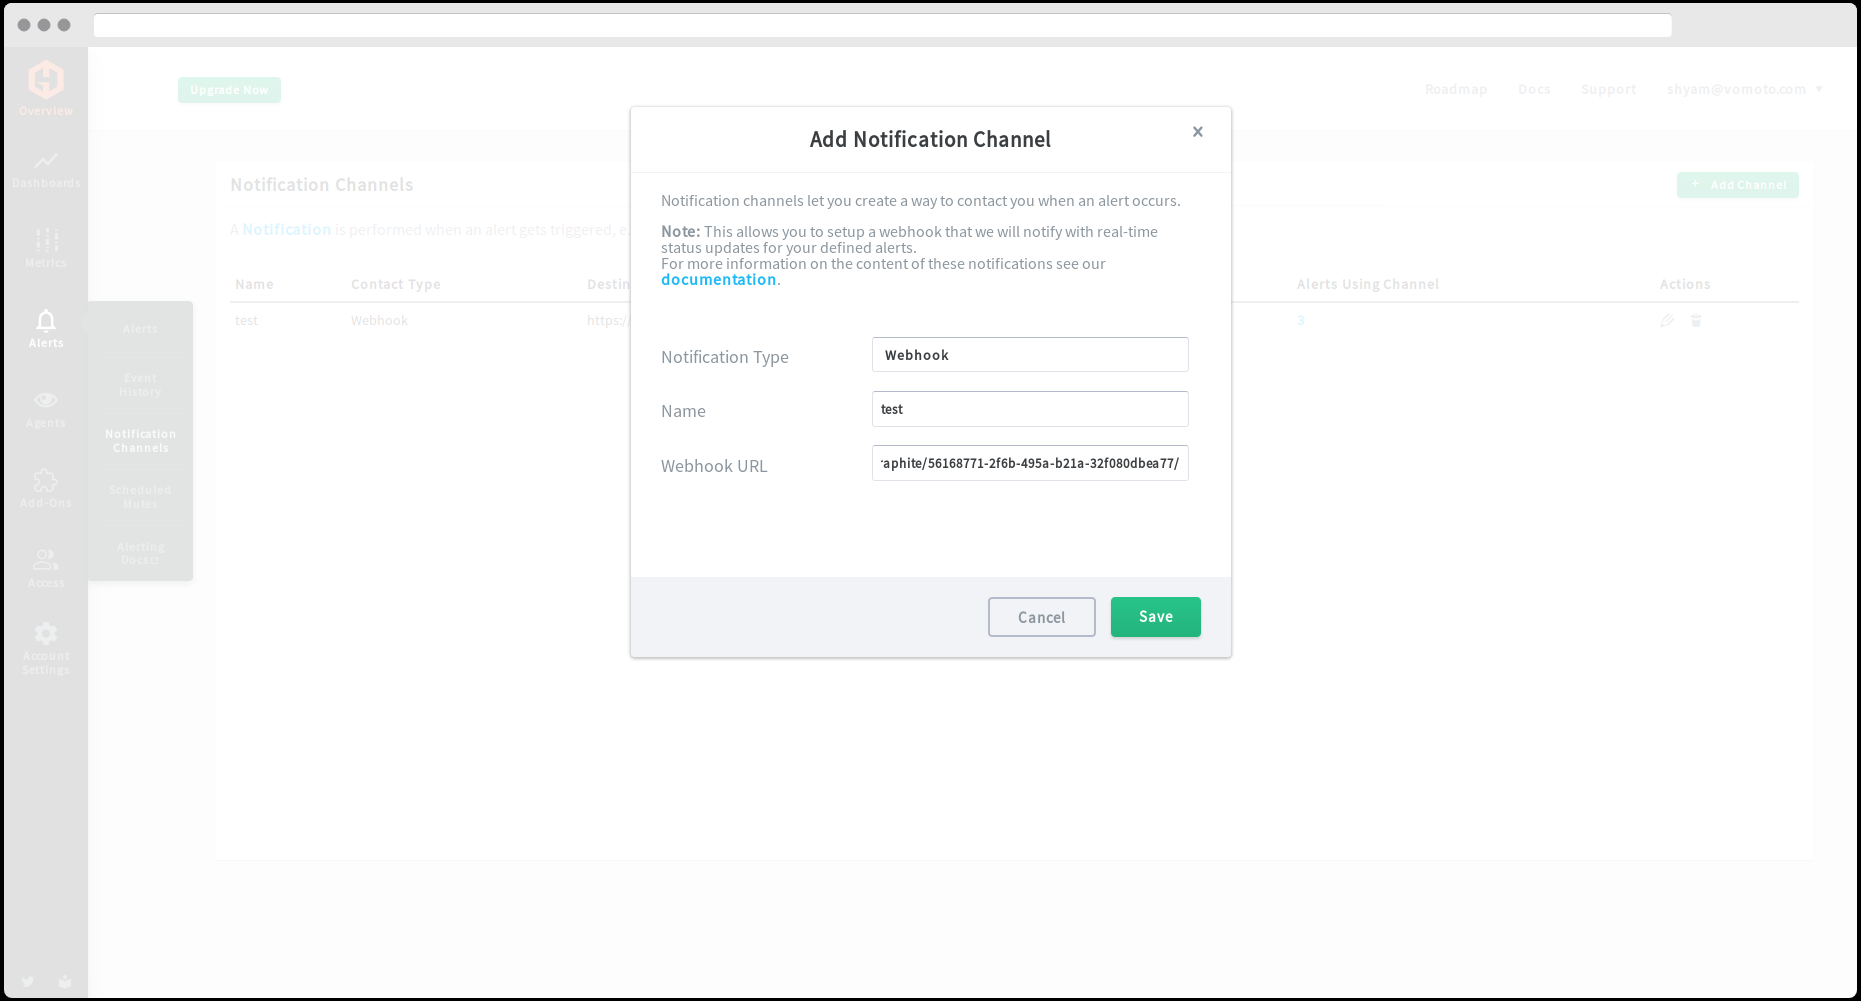 Upgrade Now
Roadmap Docs Support shyam@vomoto.com ▼
Overview
Dashboards
Metrics
Alerts
Agents
Add-Ons
Access
Account
Settings
Alerts
Event
History
Notification
Channels
Scheduled
Mutes
Alerting
Docs
Notification Channels
+ Add Channel
A Notification is performed when an alert gets triggered, e.
Name Contact Type Destin Alerts Using Channel Actions
test Webhook https:/ 3
Add Notification Channel
×
Notification channels let you create a way to contact you when an alert occurs.
Note: This allows you to setup a webhook that we will notify with real-time
status updates for your defined alerts.
For more information on the content of these notifications see our
documentation.
Notification Type Webhook
Name test
Webhook URL raphite/56168771-2f6b-495a-b21a-32f080dbea77/
Cancel Save